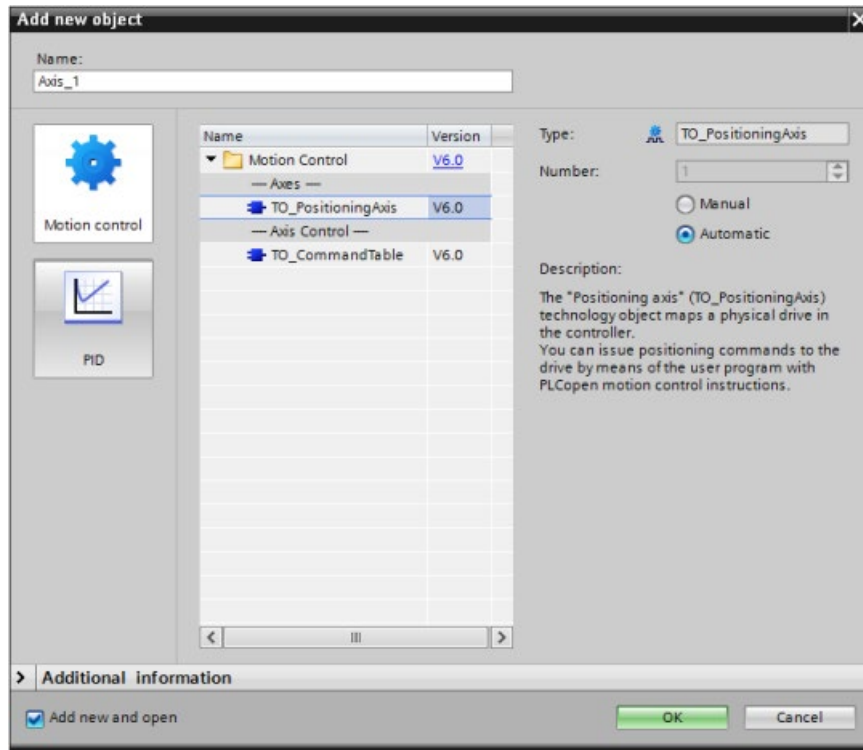 Add new object
Name:
Axis_1
Motion control
PID
Name Version
Motion Control V6.0
— Axes —
TO_PositioningAxis V6.0
— Axis Control —
TO_CommandTable V6.0
Type: TO_PositioningAxis
Number: 1
Manual
Automatic
Description:
The "Positioning axis" (TO_PositioningAxis)
technology object maps a physical drive in
the controller.
You can issue positioning commands to the
drive by means of the user program with
PLCopen motion control instructions.
Additional information
Add new and open
OK Cancel